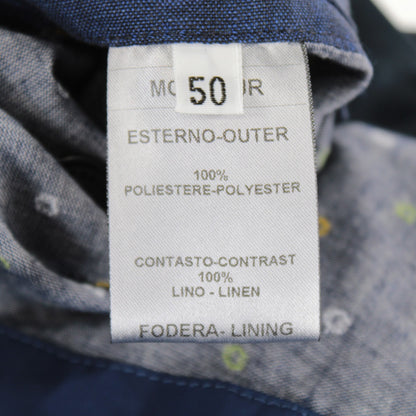 50
ESTERNO-OUTER
100%
POLIESTERE-POLYESTER
CONTASTO-CONTRAST
100%
LINO - LINEN
FODERA- LINING